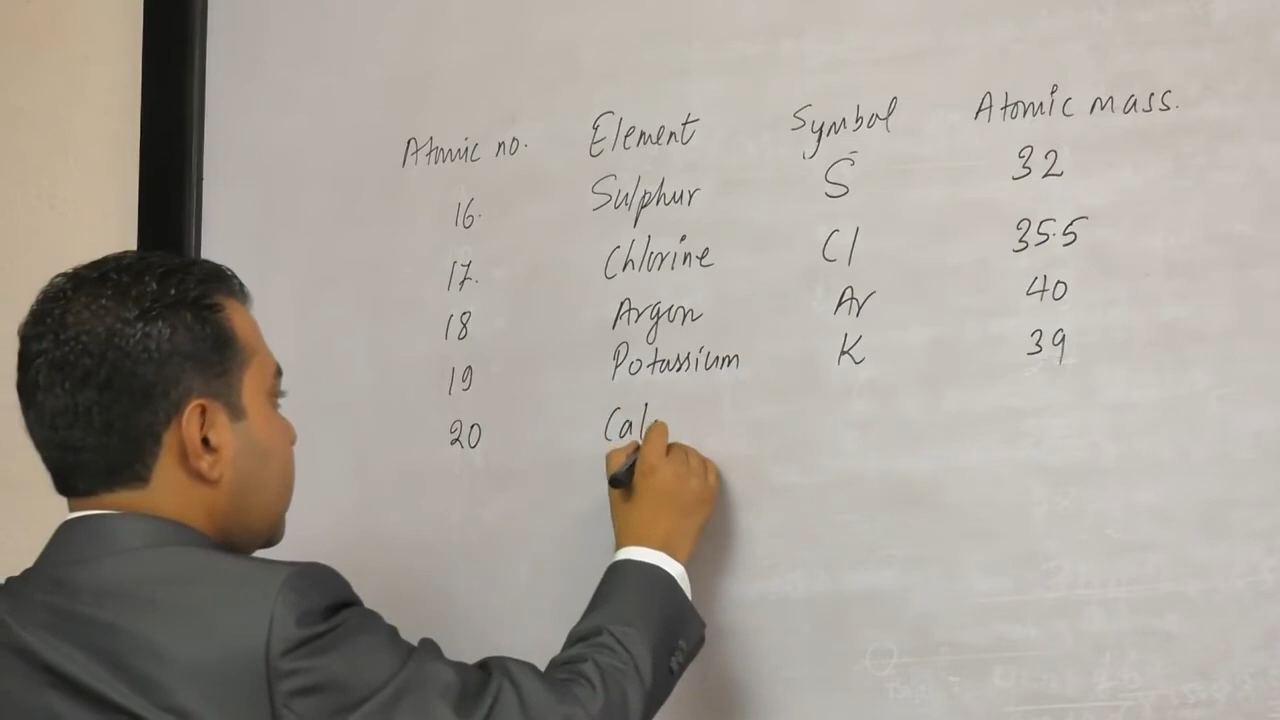 Atomic no. Element Symbol Atomic mass.
16. Sulphur S 32
17. Chlorine Cl 35.5
18 Argon Ar 40
19 Potassium K 39
20 Cal